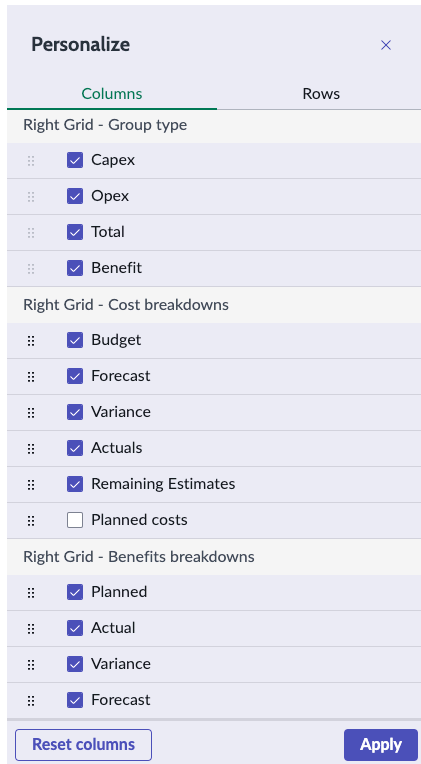 Personalize
Columns
Rows
Right Grid - Group type
Capex
Opex
Total
Benefit
Right Grid - Cost breakdowns
Budget
Forecast
Variance
Actuals
Remaining Estimates
Planned costs
Right Grid - Benefits breakdowns
Planned
Actual
Variance
Forecast
Reset columns
Apply